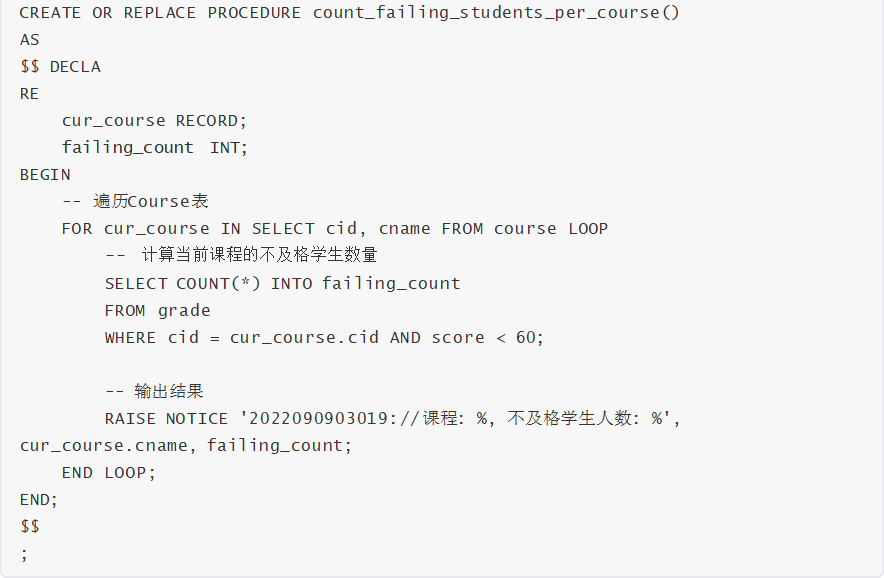 CREATE OR REPLACE PROCEDURE count_failing_students_per_course()
AS
$$ DECLA
RE
    cur_course RECORD;
    failing_count INT;
BEGIN
    -- 遍历Course表
    FOR cur_course IN SELECT cid, cname FROM course LOOP
        -- 计算当前课程的不及格学生数量
        SELECT COUNT(*) INTO failing_count
        FROM grade
        WHERE cid = cur_course.cid AND score < 60;

        -- 输出结果
        RAISE NOTICE '2022090903019://课程: %, 不及格学生人数: %',
cur_course.cname, failing_count;
    END LOOP;
END;
$$
;